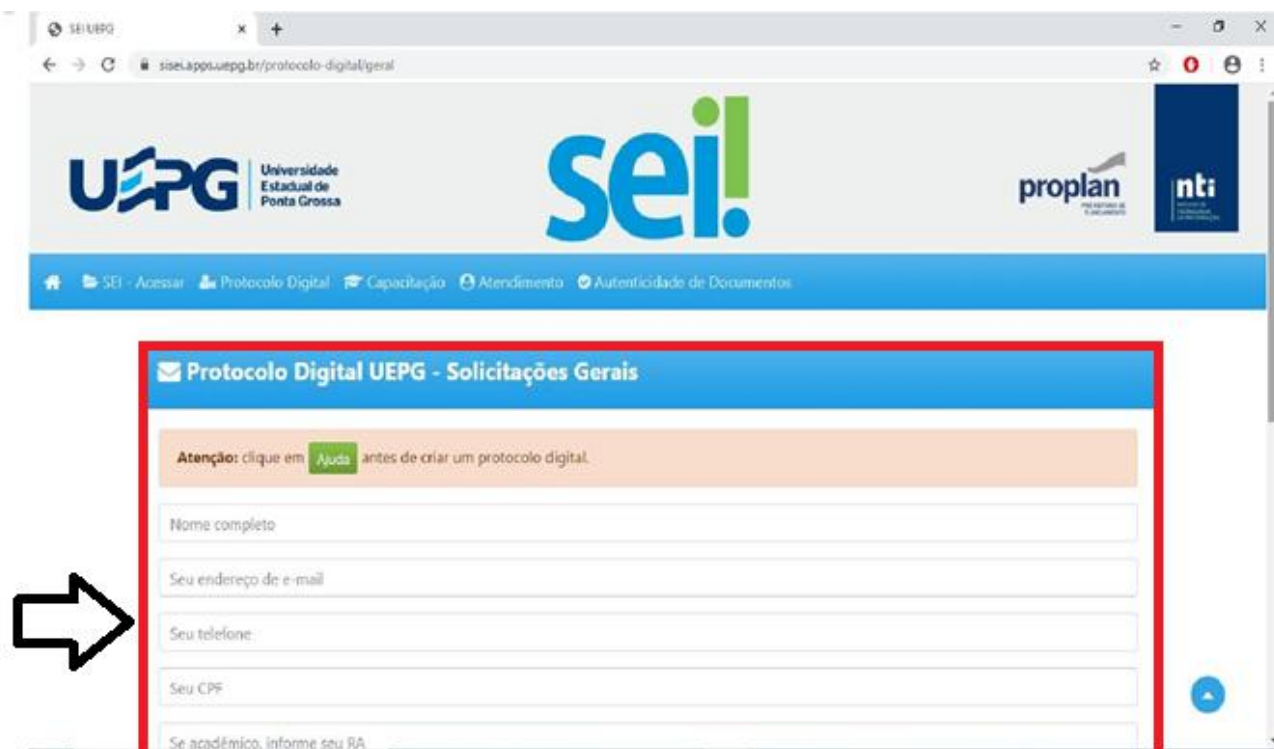 SEI UEPG
sisei.apps.uepg.br/protocolo-digital/geral
UEPG
Universidade
Estadual de
Ponta Grossa
sei!
proplan
nti
SEI - Acessar Protocolo Digital Capacitação Atendimento Autenticidade de Documentos
Protocolo Digital UEPG - Solicitações Gerais
Atenção: clique em Ajuda antes de criar um protocolo digital.
Nome completo
Seu endereço de e-mail
Seu telefone
Seu CPF
Se acadêmico, informe seu RA